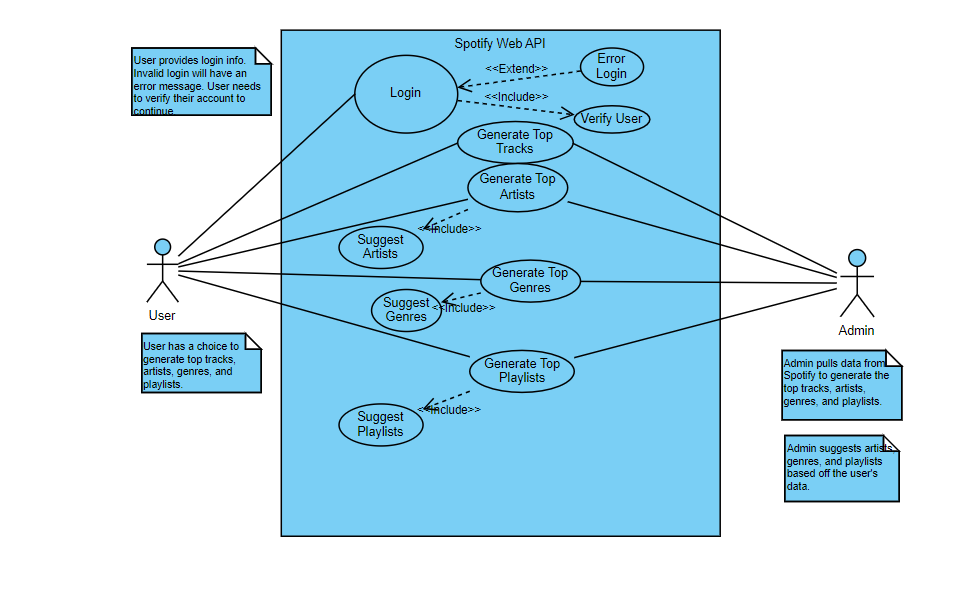 Spotify Web API
User provides login info.
Invalid login will have an
error message. User needs
to verify their account to
continue
Login
<<Extend>>
Error
Login
<<Include>>
Verify User
Generate Top
Tracks
Generate Top
Artists
<<Include>>
Suggest
Artists
Generate Top
Genres
<<Include>>
Suggest
Genres
User
Admin
User has a choice to
generate top tracks,
artists, genres, and
playlists.
Generate Top
Playlists
<<Include>>
Suggest
Playlists
Admin pulls data from
Spotify to generate the
top tracks, artists,
genres, and playlists.
Admin suggests artists,
genres, and playlists
based off the user's
data.